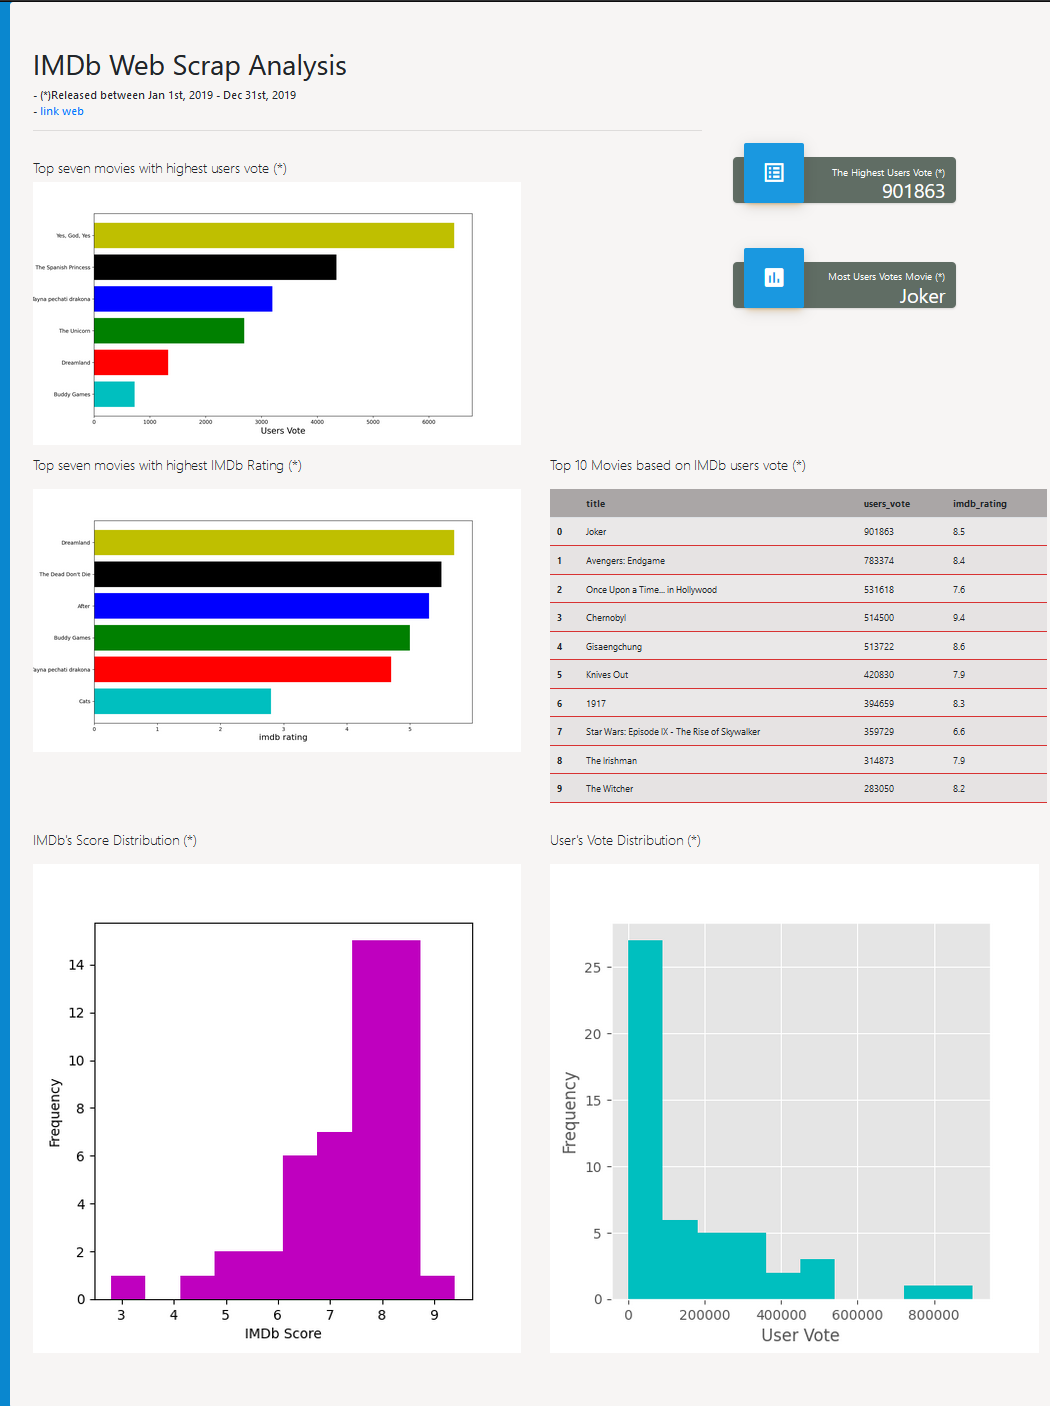 IMDb Web Scrap Analysis
- (*)Released between Jan 1st, 2019 - Dec 31st, 2019
- link web
Top seven movies with highest users vote (*)
Yes, God, Yes
The Spanish Princess
pechati drakona
The Unicorn
Dreamland
Buddy Games
0 1000 2000 3000 4000 5000 6000
Users Vote
The Highest Users Vote (*)
901863
Most Users Votes Movie (*)
Joker
Top seven movies with highest IMDb Rating (*)
Dreamland
The Dead Don't Die
After
Buddy Games
pechati drakona
Cats
0 1 2 3 4 5
imdb rating
Top 10 Movies based on IMDb users vote (*)
title users_vote imdb_rating
0 Joker 901863 8.5
1 Avengers: Endgame 783374 8.4
2 Once Upon a Time... in Hollywood 531618 7.6
3 Chernobyl 514500 9.4
4 Gisaengchung 513722 8.6
5 Knives Out 420830 7.9
6 1917 394659 8.3
7 Star Wars: Episode IX - The Rise of Skywalker 359729 6.6
8 The Irishman 314873 7.9
9 The Witcher 283050 8.2
IMDb's Score Distribution (*)
14
12
10
8
6
4
2
0
Frequency
3 4 5 6 7 8 9
IMDb Score
User's Vote Distribution (*)
25
20
15
10
5
0
Frequency
0 200000 400000 600000 800000
User Vote